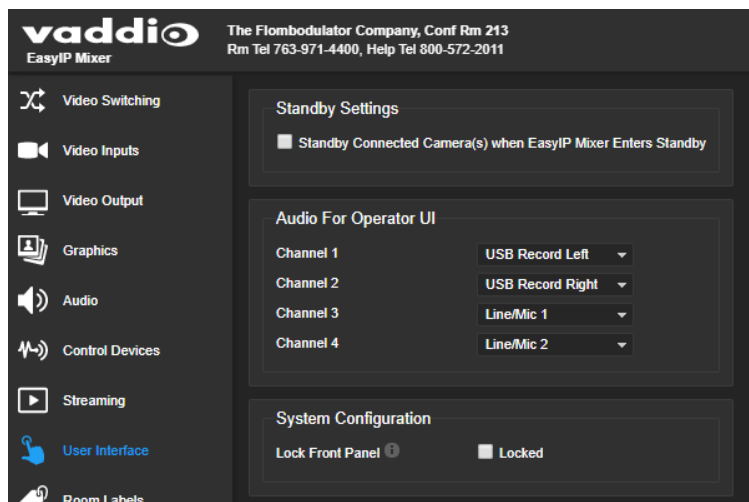 vaddio
EasyIP Mixer
The Flombodulator Company, Conf Rm 213
Rm Tel 763-971-4400, Help Tel 800-572-2011
Video Switching
Video Inputs
Video Output
Graphics
Audio
Control Devices
Streaming
User Interface
Room Labels
Standby Settings
Standby Connected Camera(s) when EasyIP Mixer Enters Standby
Audio For Operator UI
Channel 1 USB Record Left
Channel 2 USB Record Right
Channel 3 Line/Mic 1
Channel 4 Line/Mic 2
System Configuration
Lock Front Panel Locked